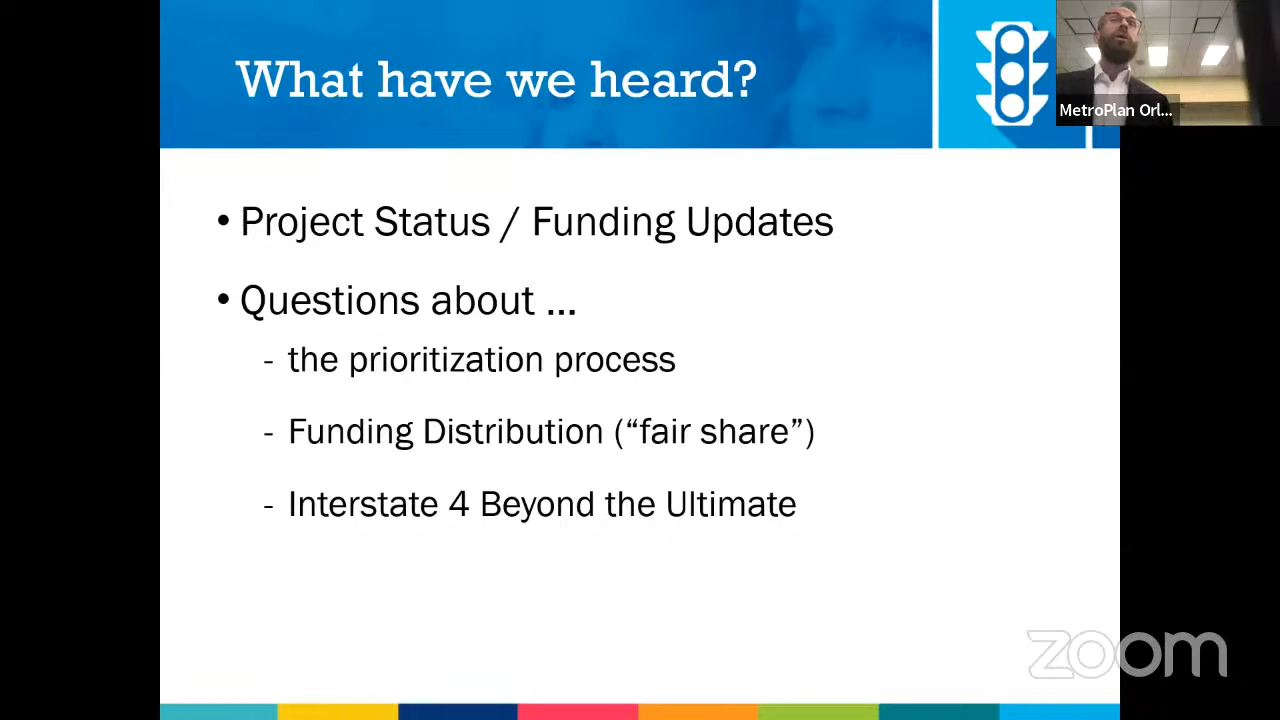 What have we heard?
MetroPlan Orl...
• Project Status / Funding Updates
• Questions about ...
- the prioritization process
- Funding Distribution (“fair share”)
- Interstate 4 Beyond the Ultimate
zoom